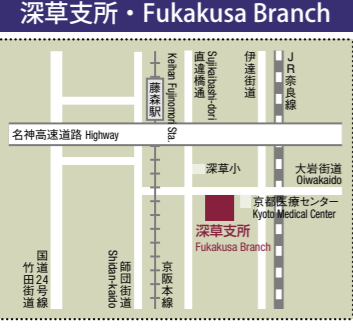 深草支所・Fukakusa Branch
Keihan Fujinomori Sta.
藤森駅
直違橋通
Sujikaibashi-dori
伊達街道
JR奈良線
名神高速道路 Highway
深草小
大岩街道
Oiwakaido
京都医療センター
Kyoto Medical Center
深草支所
Fukakusa Branch
国道24号線
竹田街道
Shidan-kaido
師団街道
京阪本線